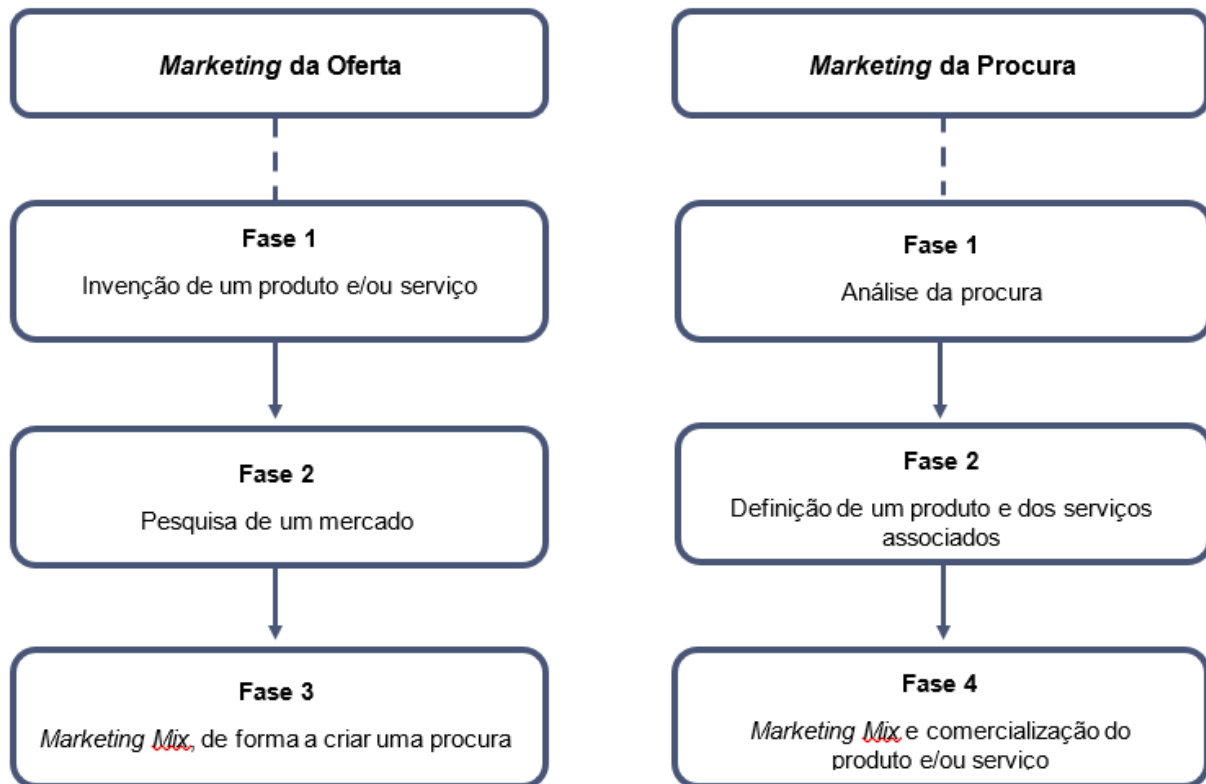 Marketing da Oferta
Fase 1
Invenção de um produto e/ou serviço
Fase 2
Pesquisa de um mercado
Fase 3
Marketing Mix, de forma a criar uma procura
Marketing da Procura
Fase 1
Análise da procura
Fase 2
Definição de um produto e dos serviços
associados
Fase 4
Marketing Mix e comercialização do
produto e/ou serviço